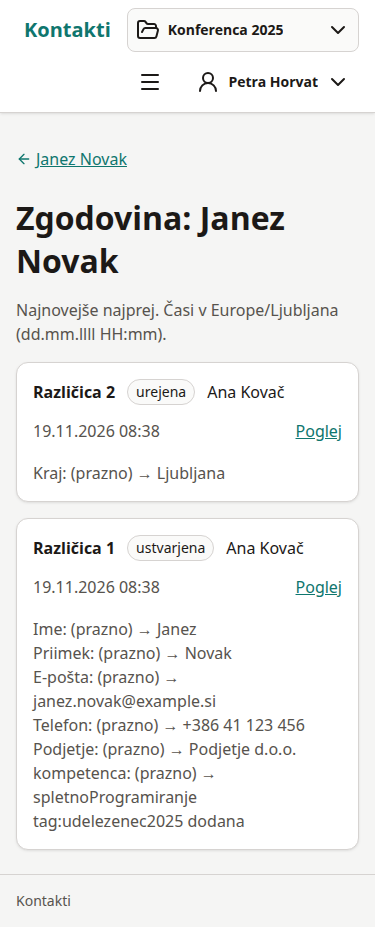 Kontakti
Konferenca 2025
Petra Horvat
← Janez Novak
Zgodovina: Janez
Novak
Najnovejše najprej. Časi v Europe/Ljubljana
(dd.mm.llll HH:mm).
Različica 2 urejena Ana Kovač
19.11.2026 08:38 Poglej
Kraj: (prazno) → Ljubljana
Različica 1 ustvarjena Ana Kovač
19.11.2026 08:38 Poglej
Ime: (prazno) → Janez
Priimek: (prazno) → Novak
E-pošta: (prazno) →
janez.novak@example.si
Telefon: (prazno) → +386 41 123 456
Podjetje: (prazno) → Podjetje d.o.o.
kompetenca: (prazno) →
spletnoProgramiranje
tag:udelezenec2025 dodana
Kontakti